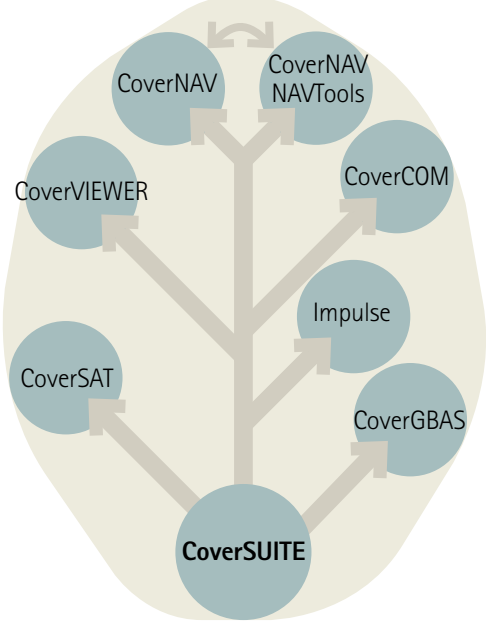 CoverNAV
CoverNAV
NAVTools
CoverVIEWER
CoverCOM
Impulse
CoverSAT
CoverGBAS
CoverSUITE